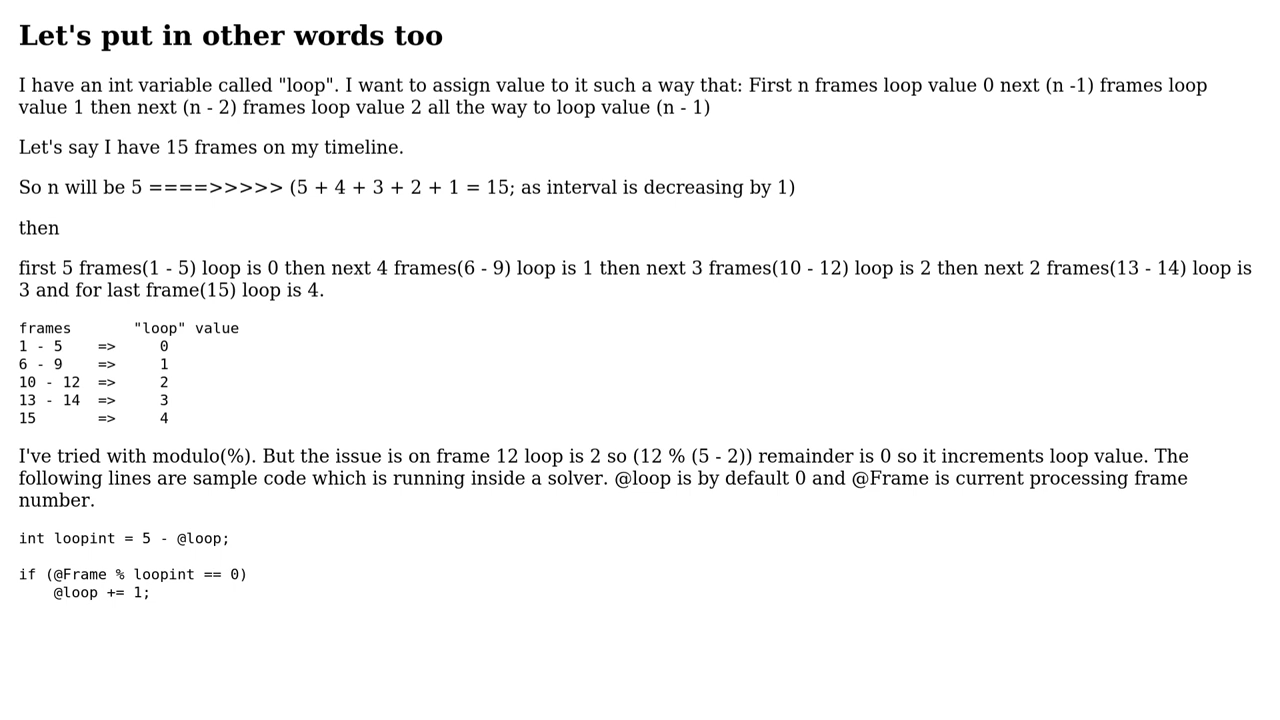 Let's put in other words too
I have an int variable called "loop". I want to assign value to it such a way that: First n frames loop value 0 next (n -1) frames loop
value 1 then next (n - 2) frames loop value 2 all the way to loop value (n - 1)
Let's say I have 15 frames on my timeline.
So n will be 5 ====>>>>> (5 + 4 + 3 + 2 + 1 = 15; as interval is decreasing by 1)
then
first 5 frames(1 - 5) loop is 0 then next 4 frames(6 - 9) loop is 1 then next 3 frames(10 - 12) loop is 2 then next 2 frames(13 - 14) loop is
3 and for last frame(15) loop is 4.
frames       "loop" value
1 - 5    =>     0
6 - 9    =>     1
10 - 12  =>     2
13 - 14  =>     3
15       =>     4
I've tried with modulo(%). But the issue is on frame 12 loop is 2 so (12 % (5 - 2)) remainder is 0 so it increments loop value. The
following lines are sample code which is running inside a solver. @loop is by default 0 and @Frame is current processing frame
number.
int loopint = 5 - @loop;
if (@Frame % loopint == 0)
    @loop += 1;